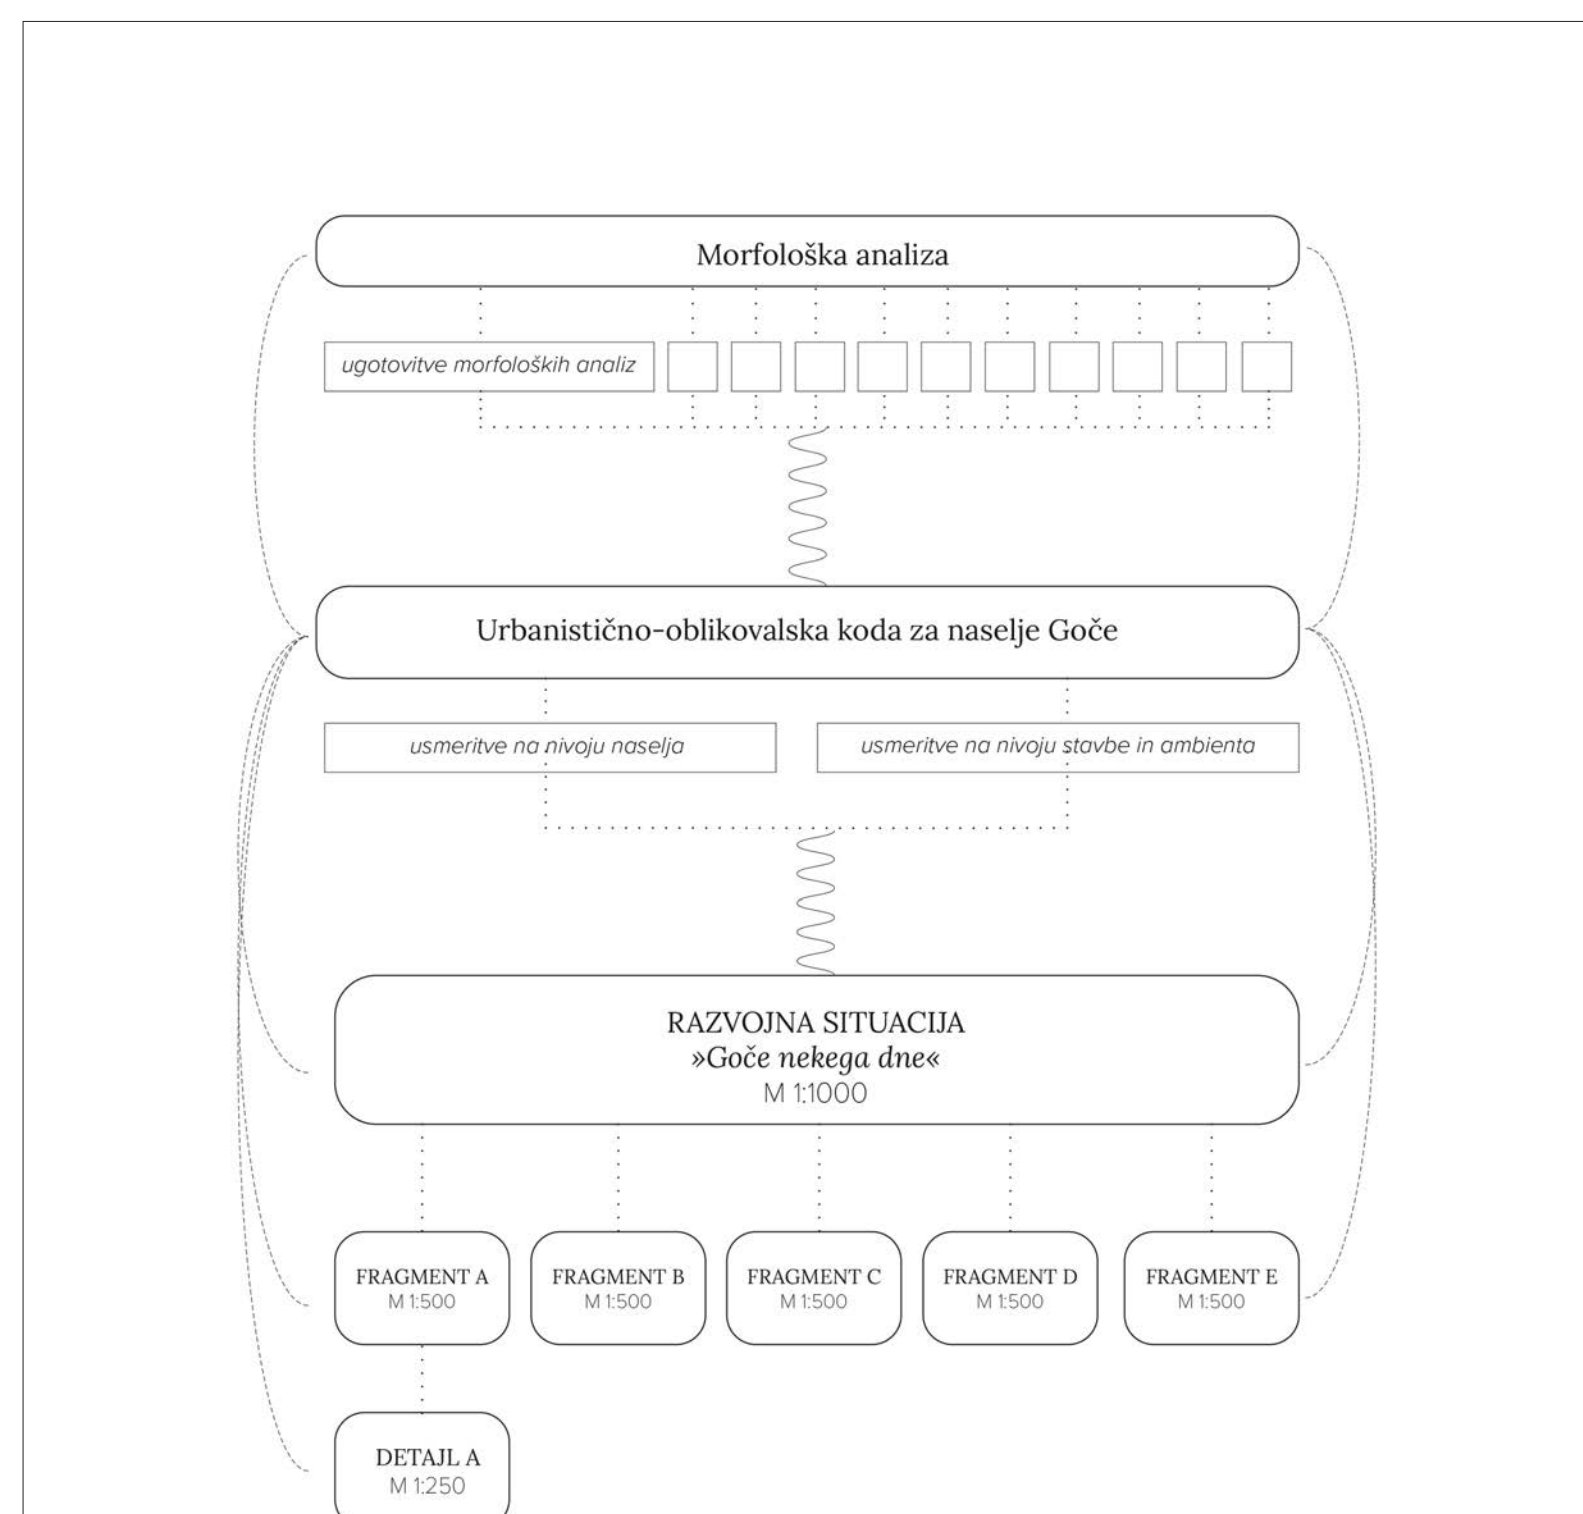 Morfološka analiza
ugotovitve morfoloških analiz
Urbanistično-oblikovalska koda za naselje Goče
usmeritve na nivoju naselja
usmeritve na nivoju stavbe in ambienta
RAZVOJNA SITUACIJA
»Goče nekega dne«
M 1:1000
FRAGMENT A
M 1:500
FRAGMENT B
M 1:500
FRAGMENT C
M 1:500
FRAGMENT D
M 1:500
FRAGMENT E
M 1:500
DETAJL A
M 1:250